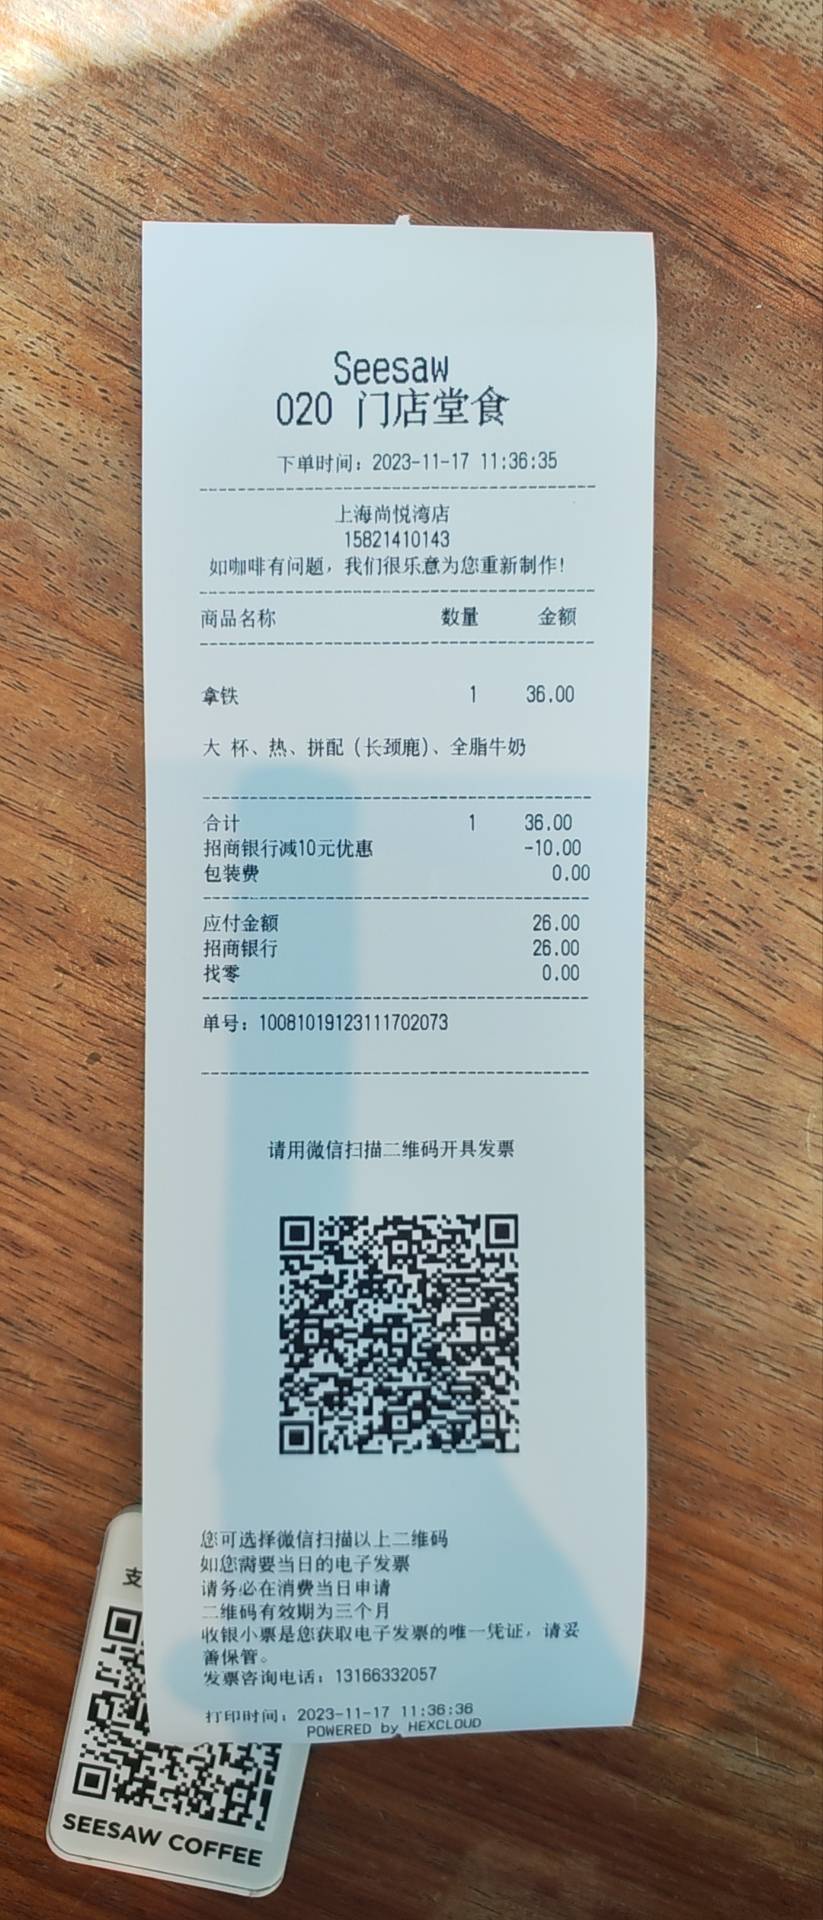 Seesaw
020 门店堂食
下单时间：2023-11-17 11:36:35
上海尚悦湾店
15821410143
如咖啡有问题，我们很乐意为您重新制作！
商品名称 数量 金额
拿铁 1 36.00
大 杯、热、拼配（长颈鹿）、全脂牛奶
合计 1 36.00
招商银行减10元优惠 -10.00
包装费 0.00
应付金额 26.00
招商银行 26.00
找零 0.00
单号：10081019123111702073
请用微信扫描二维码开具发票
您可选择微信扫描以上二维码
如您需要当日的电子发票
请务必在消费当日申请
二维码有效期为三个月
收银小票是您获取电子发票的唯一凭证，请妥
善保管。
发票咨询电话：13166332057
打印时间：2023-11-17 11:36:36
POWERED by HEXCLOUD
支
SEESAW COFFEE